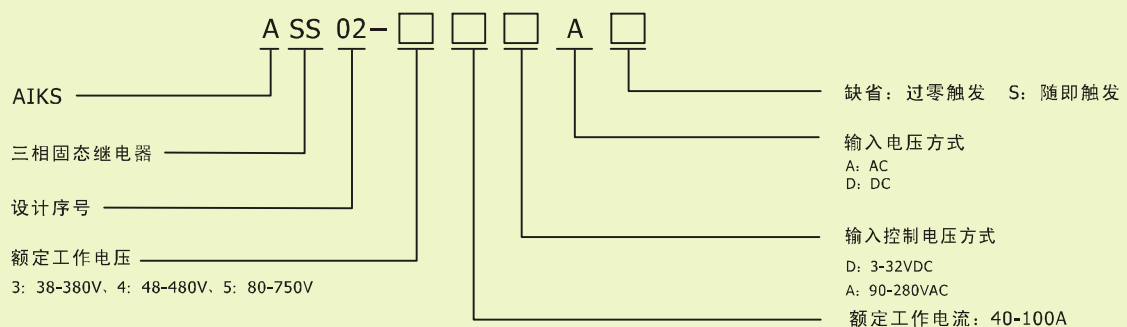 A SS 02-□ □ □ A □
AIKS
三相固态继电器
设计序号
额定工作电压
3: 38-380V、4: 48-480V、5: 80-750V
缺省: 过零触发 S: 随即触发
输入电压方式
A: AC
D: DC
输入控制电压方式
D: 3-32VDC
A: 90-280VAC
额定工作电流: 40-100A